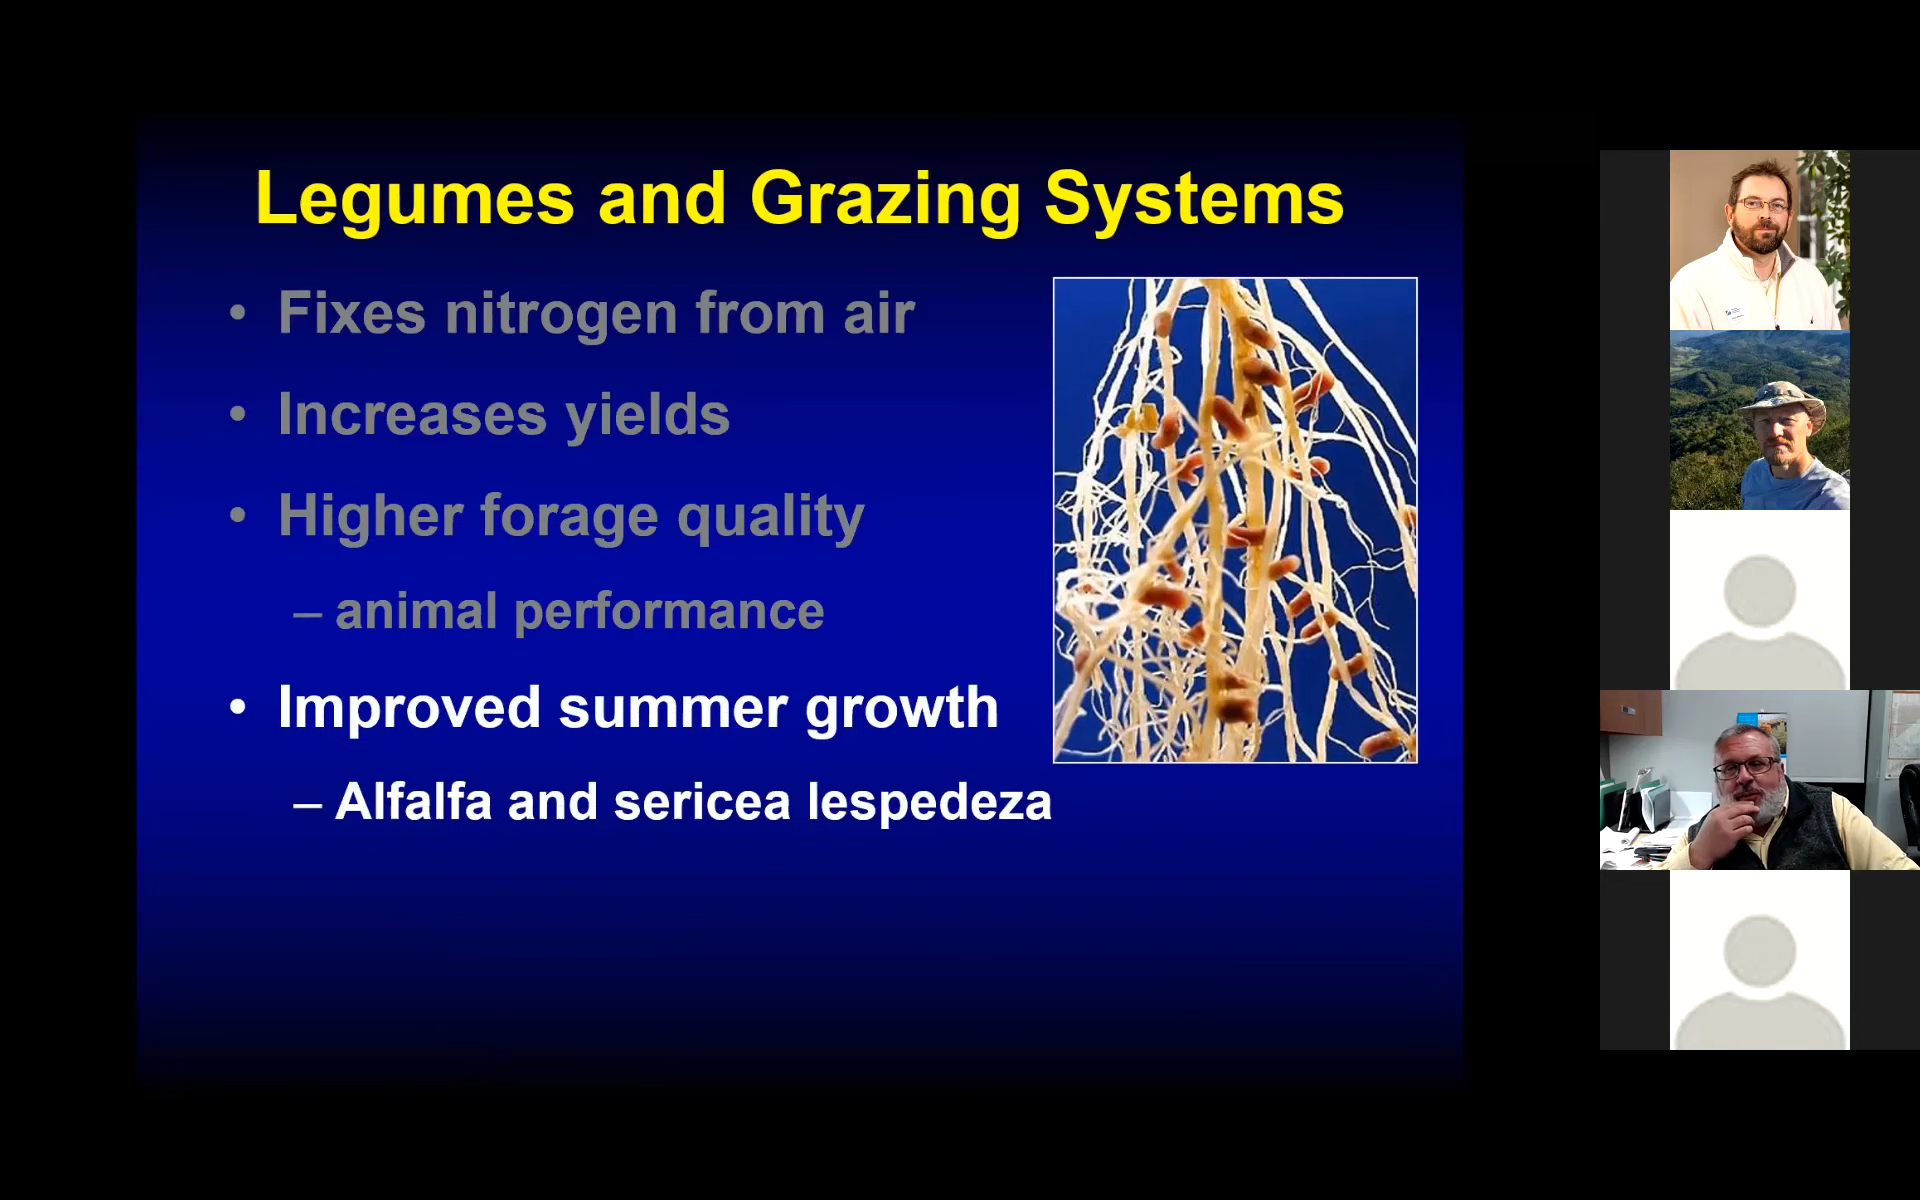 Legumes and Grazing Systems
• Fixes nitrogen from air
• Increases yields
• Higher forage quality
– animal performance
• Improved summer growth
– Alfalfa and sericea lespedeza